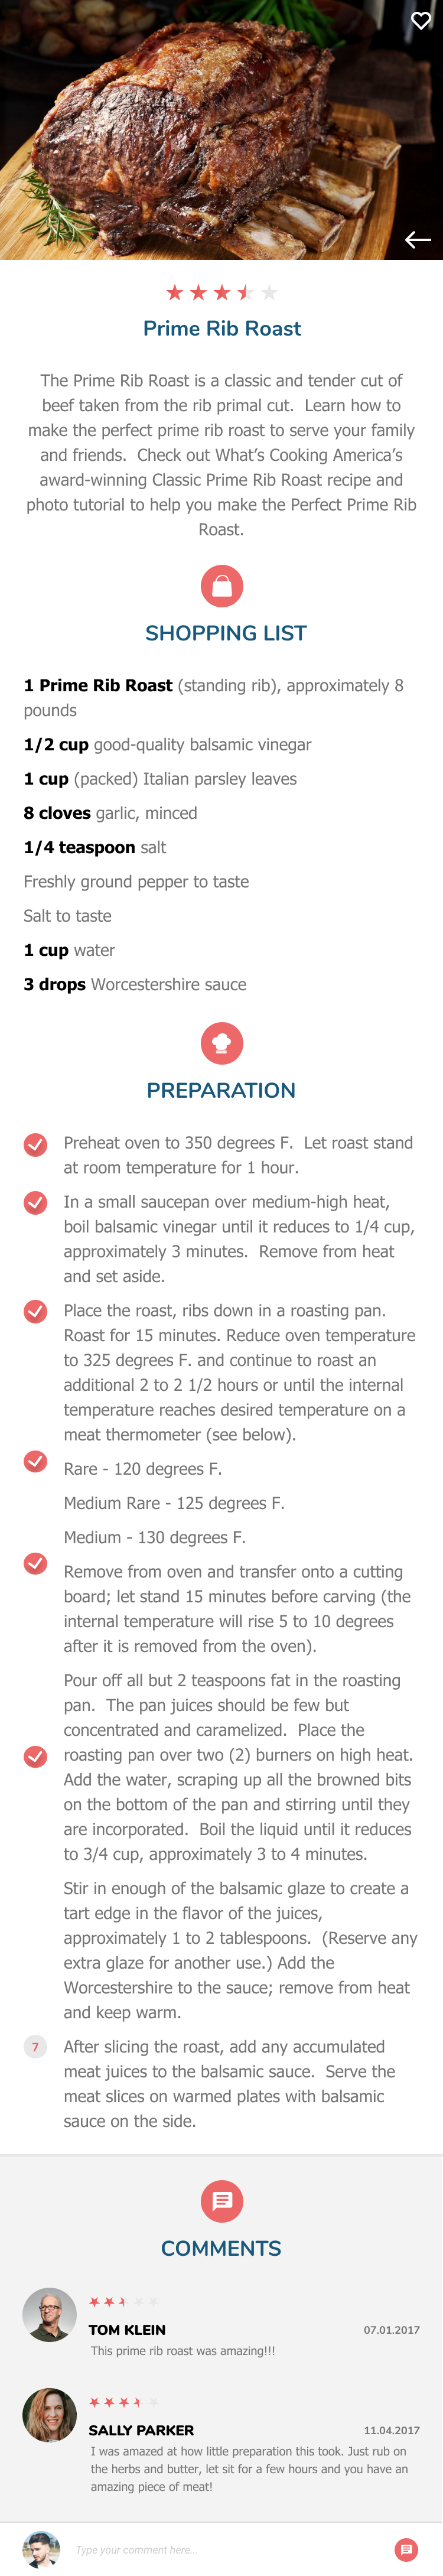 Prime Rib Roast
The Prime Rib Roast is a classic and tender cut of
beef taken from the rib primal cut.  Learn how to
make the perfect prime rib roast to serve your family
and friends.  Check out What’s Cooking America’s
award-winning Classic Prime Rib Roast recipe and
photo tutorial to help you make the Perfect Prime Rib
Roast.
SHOPPING LIST
1 Prime Rib Roast (standing rib), approximately 8
pounds
1/2 cup good-quality balsamic vinegar
1 cup (packed) Italian parsley leaves
8 cloves garlic, minced
1/4 teaspoon salt
Freshly ground pepper to taste
Salt to taste
1 cup water
3 drops Worcestershire sauce
PREPARATION
Preheat oven to 350 degrees F.  Let roast stand
at room temperature for 1 hour.
In a small saucepan over medium-high heat,
boil balsamic vinegar until it reduces to 1/4 cup,
approximately 3 minutes.  Remove from heat
and set aside.
Place the roast, ribs down in a roasting pan.
Roast for 15 minutes. Reduce oven temperature
to 325 degrees F. and continue to roast an
additional 2 to 2 1/2 hours or until the internal
temperature reaches desired temperature on a
meat thermometer (see below).
Rare - 120 degrees F.
Medium Rare - 125 degrees F.
Medium - 130 degrees F.
Remove from oven and transfer onto a cutting
board; let stand 15 minutes before carving (the
internal temperature will rise 5 to 10 degrees
after it is removed from the oven).
Pour off all but 2 teaspoons fat in the roasting
pan.  The pan juices should be few but
concentrated and caramelized.  Place the
roasting pan over two (2) burners on high heat.
Add the water, scraping up all the browned bits
on the bottom of the pan and stirring until they
are incorporated.  Boil the liquid until it reduces
to 3/4 cup, approximately 3 to 4 minutes.
Stir in enough of the balsamic glaze to create a
tart edge in the flavor of the juices,
approximately 1 to 2 tablespoons.  (Reserve any
extra glaze for another use.) Add the
Worcestershire to the sauce; remove from heat
and keep warm.
7 After slicing the roast, add any accumulated
meat juices to the balsamic sauce.  Serve the
meat slices on warmed plates with balsamic
sauce on the side.
COMMENTS
TOM KLEIN 07.01.2017
This prime rib roast was amazing!!!
SALLY PARKER 11.04.2017
I was amazed at how little preparation this took. Just rub on
the herbs and butter, let sit for a few hours and you have an
amazing piece of meat!
Type your comment here...